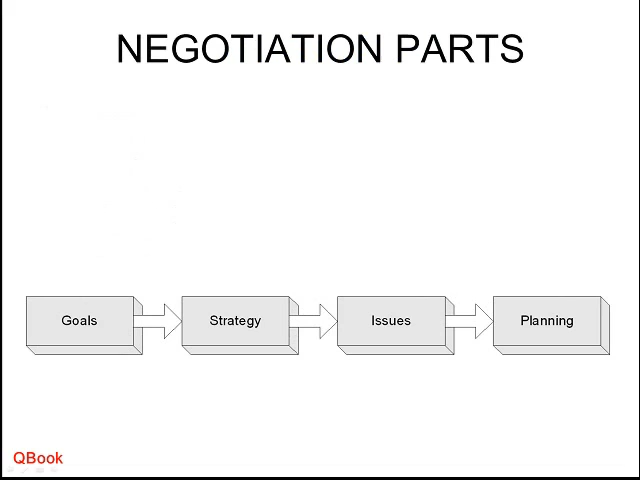 NEGOTIATION PARTS
Goals
Strategy
Issues
Planning
QBook